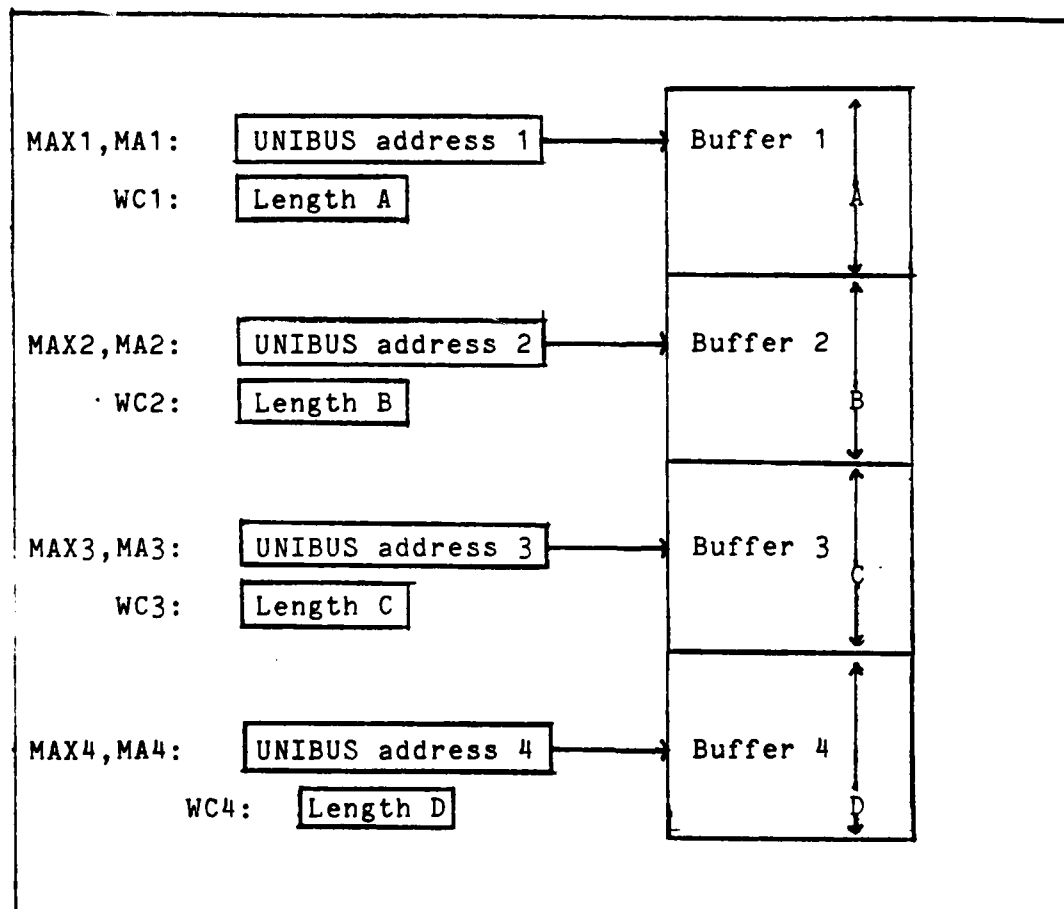 MAX1,MA1: UNIBUS address 1 Buffer 1
A
WC1: Length A
MAX2,MA2: UNIBUS address 2 Buffer 2
WC2: Length B B
MAX3,MA3: UNIBUS address 3 Buffer 3
C
WC3: Length C
MAX4,MA4: UNIBUS address 4 Buffer 4
WC4: Length D D